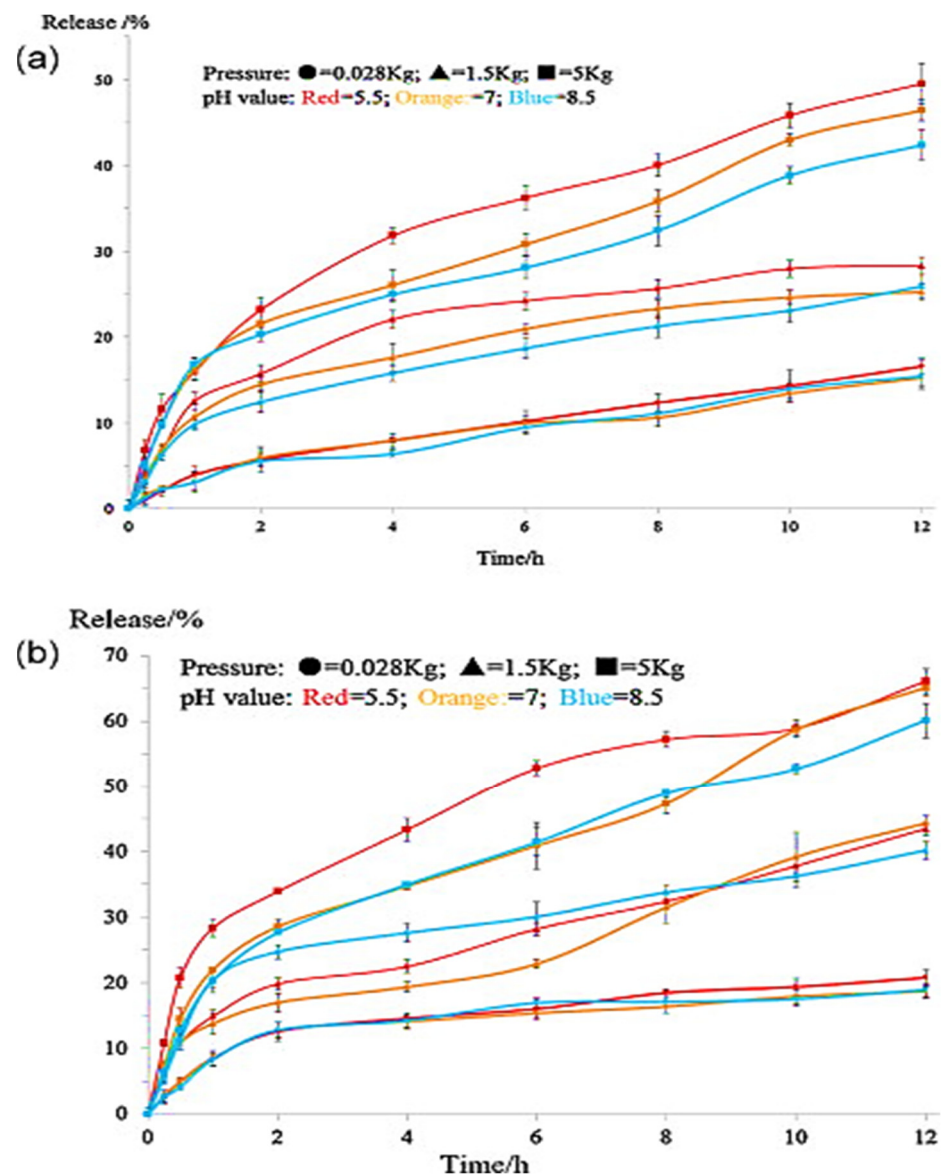 Release /%
(a)
Pressure: ●=0.028Kg; ▲=1.5Kg; ■=5Kg
pH value: Red=5.5; Orange:=7; Blue=8.5
50
40
30
20
10
0
0 2 4 6 8 10 12
Time/h
Release/%
(b)
70
Pressure: ●=0.028Kg; ▲=1.5Kg; ■=5Kg
pH value: Red=5.5; Orange:=7; Blue=8.5
60
50
40
30
20
10
0
0 2 4 6 8 10 12
Time/h